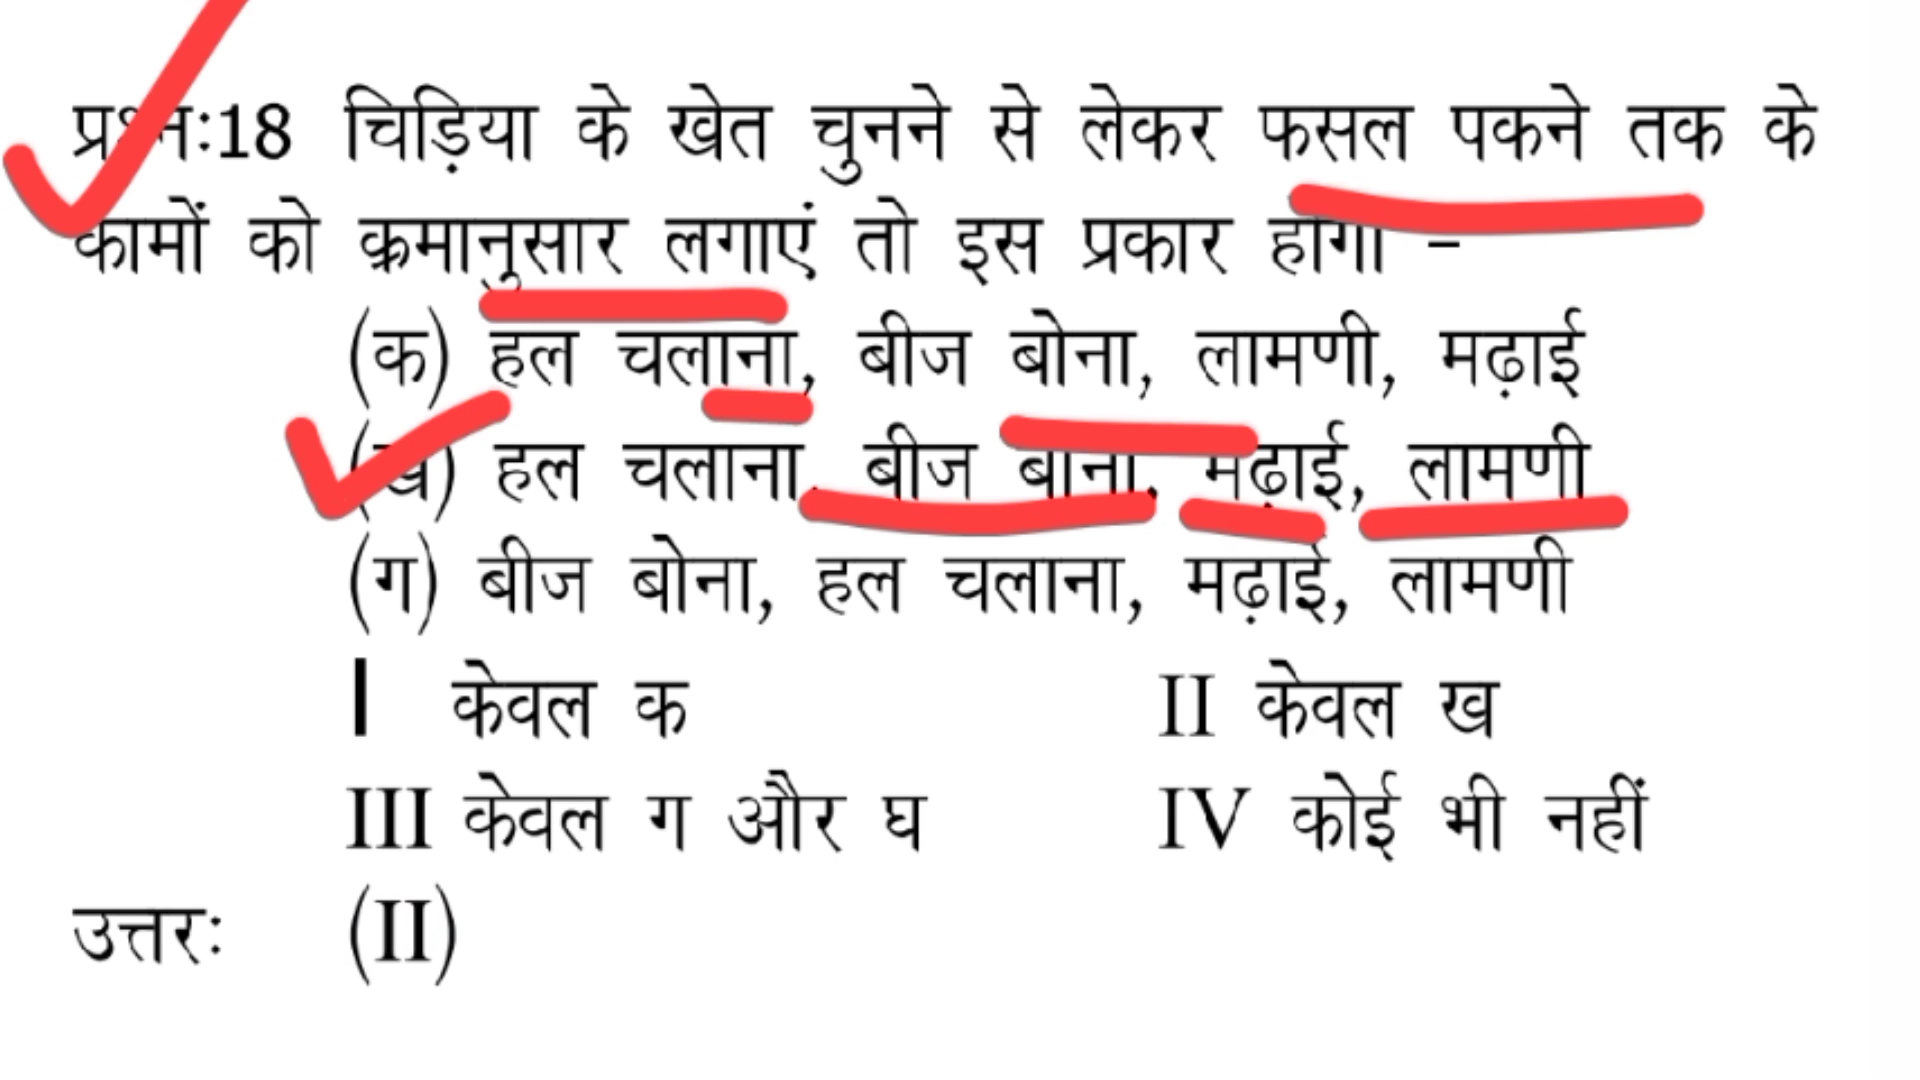 प्रश्नः18 चिड़िया के खेत चुनने से लेकर फसल पकने तक के
कामों को क्रमानुसार लगाएं तो इस प्रकार होगा –
(क) हल चलाना, बीज बोना, लामणी, मढ़ाई
(ख) हल चलाना, बीज बोना, मढ़ाई, लामणी
(ग) बीज बोना, हल चलाना, मढ़ाई, लामणी
I केवल क II केवल ख
III केवल ग और घ IV कोई भी नहीं
उत्तरः (II)